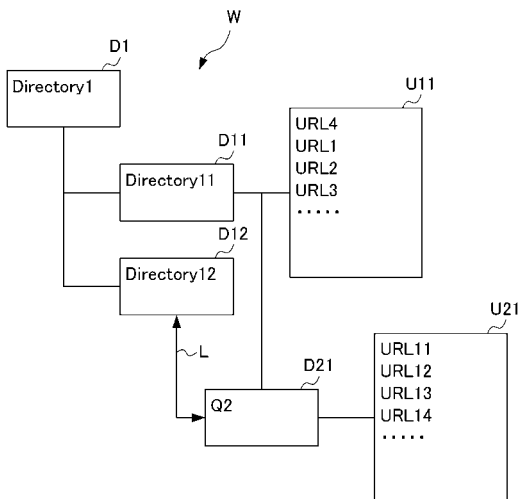 W
D1
Directory1
U11
URL4
URL1
URL2
URL3
.....
D11
Directory11
D12
Directory12
U21
URL11
URL12
URL13
URL14
.....
L
D21
Q2